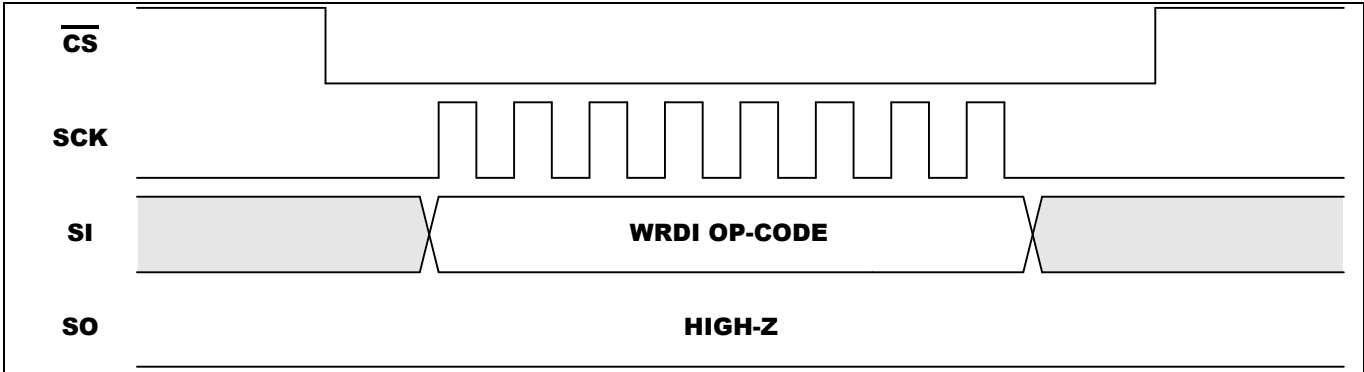 CS
SCK
SI
WRDI OP-CODE
SO
HIGH-Z